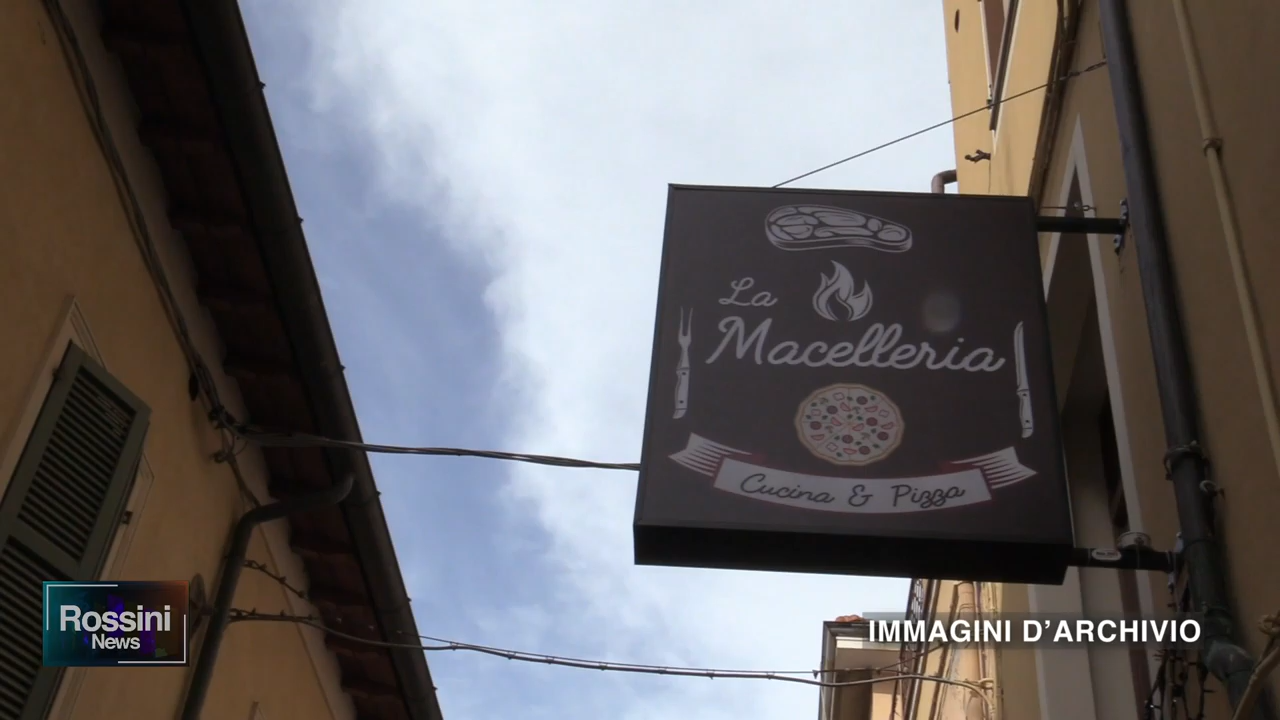 La
Macelleria
Cucina & Pizza
Rossini
News
IMMAGINI D'ARCHIVIO